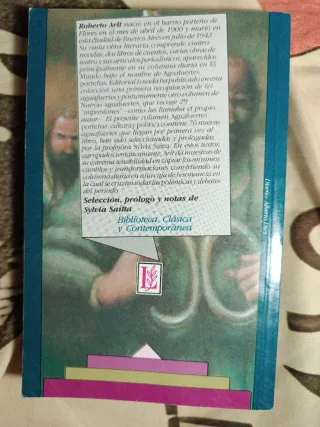 Roberto Arlt nació en el barrio porteño de
Flores en el mes de abril de 1900 y murió en
esta ciudad de Buenos Aires en julio de 1942.
Su vasta obra literaria comprende cuatro
novelas, dos libros de cuentos, varias obras de
teatro y sus artículos periodísticos, aparecidos
principalmente en su columna diaria en El
Mundo bajo el nombre de Aguafuertes
porteñas. Editorial Losada ha publicado en esta
colección una primera recopilación de 69
aguafuertes y póstumamente otro volumen de
Nuevas aguafuertes, que recoge 29
"impresiones" -como las llamaba el propio
autor-. El presente volumen Aguafuertes
porteñas: cultura y política contiene 76 nuevas
aguafuertes que llegan por primera vez al
libro, han sido seleccionadas y prologadas
por la profesora Sylvia Saítta. En estos textos,
agrupados temáticamente, Arlt da muestras de
su extrema sensibilidad en captar los mínimos
cambios y transformaciones convirtiendo su
columna diaria en una caja de resonancia en
la cual se cruzan todas las polémicas y debates
del período.
Selección, prólogo y notas de
Sylvia Saítta
Biblioteca Clásica
y Contemporánea
L